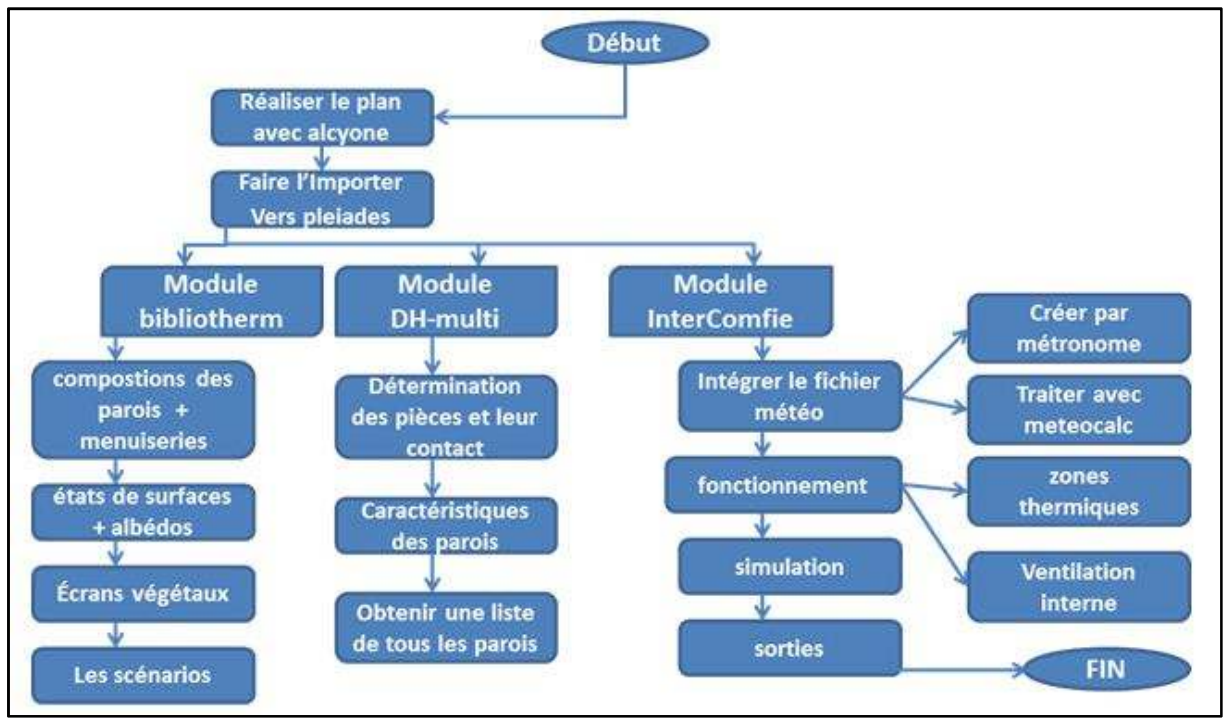 Début
Réaliser le plan
avec alcyone
Faire l'Importer
Vers pleiades
Module
bibliotherm
compostions des
parois +
menuiseries
états de surfaces
+ albédos
Écrans végétaux
Les scénarios
Module
DH-multi
Détermination
des pièces et leur
contact
Caractéristiques
des parois
Obtenir une liste
de tous les parois
Module
InterComfie
Intégrer le fichier
météo
Créer par
métronome
Traiter avec
meteocalc
fonctionnement
zones
thermiques
Ventilation
interne
simulation
sorties
FIN